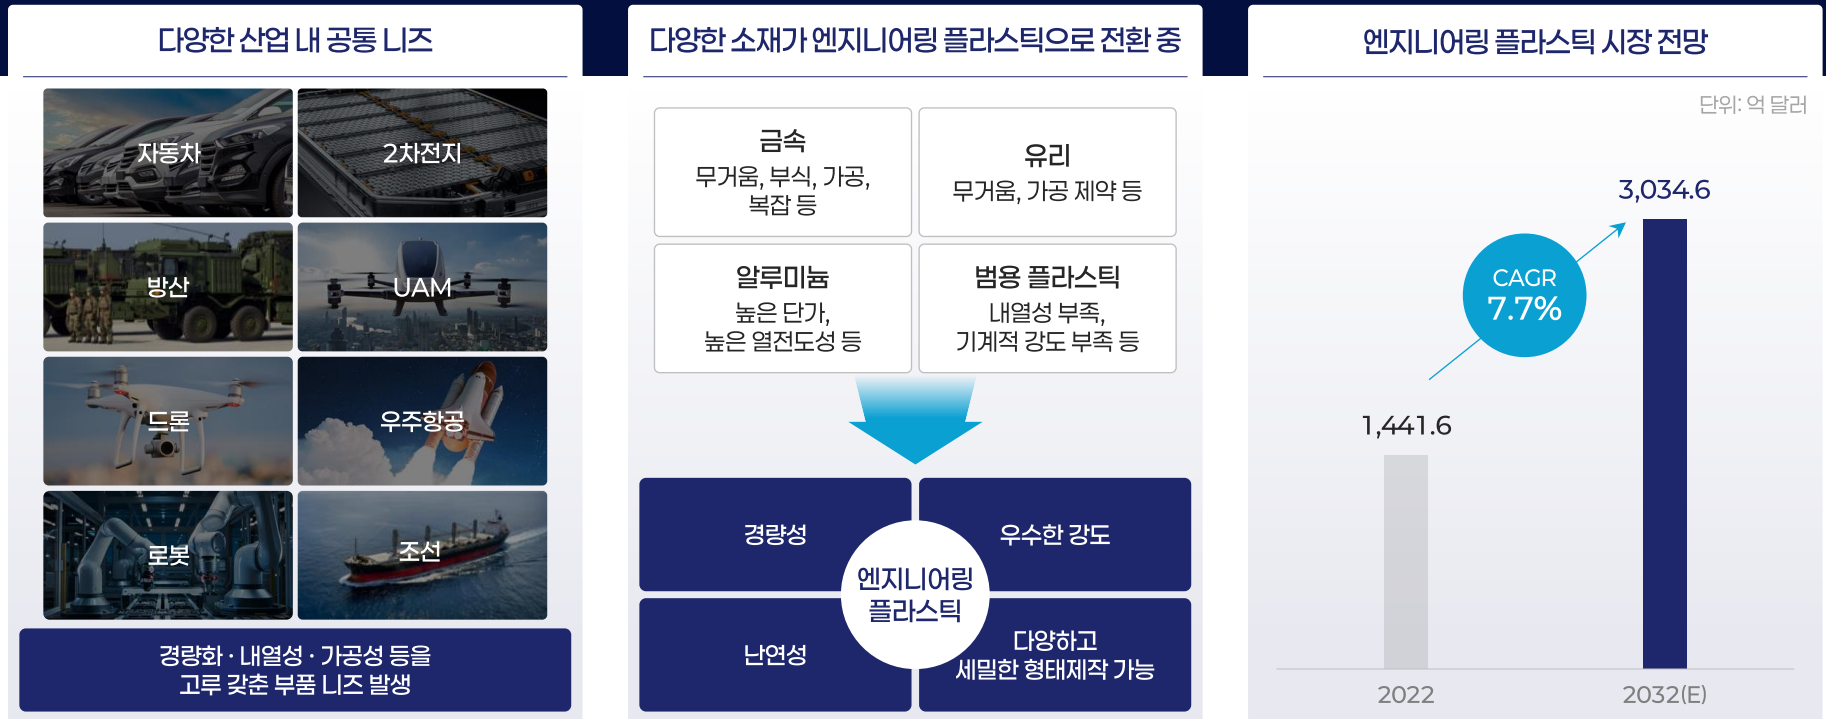 다양한 산업 내 공통 니즈
자동차
2차전지
방산
UAM
드론
우주항공
로봇
조선
경량화 · 내열성 · 가공성 등을
고루 갖춘 부품 니즈 발생
다양한 소재가 엔지니어링 플라스틱으로 전환 중
금속
무거움, 부식, 가공,
복잡 등
유리
무거움, 가공 제약 등
알루미늄
높은 단가,
높은 열전도성 등
범용 플라스틱
내열성 부족,
기계적 강도 부족 등
경량성
우수한 강도
엔지니어링
플라스틱
난연성
다양하고
세밀한 형태제작 가능
엔지니어링 플라스틱 시장 전망
단위: 억 달러
3,034.6
CAGR
7.7%
1,441.6
2022
2032(E)